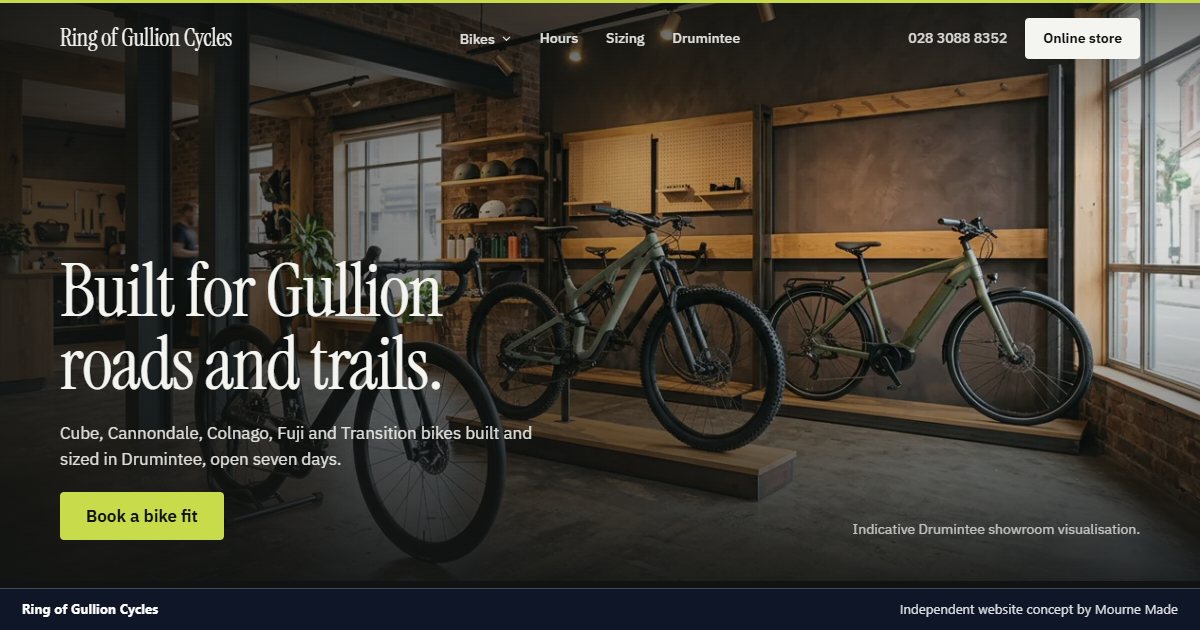 Ring of Gullion Cycles
Bikes
Hours
Sizing
Drumintee
028 3088 8352
Online store
Built for Gullion
roads and trails.
Cube, Cannondale, Colnago, Fuji and Transition bikes built and
sized in Drumintee, open seven days.
Book a bike fit
Indicative Drumintee showroom visualisation.
Ring of Gullion Cycles
Independent website concept by Mourne Made